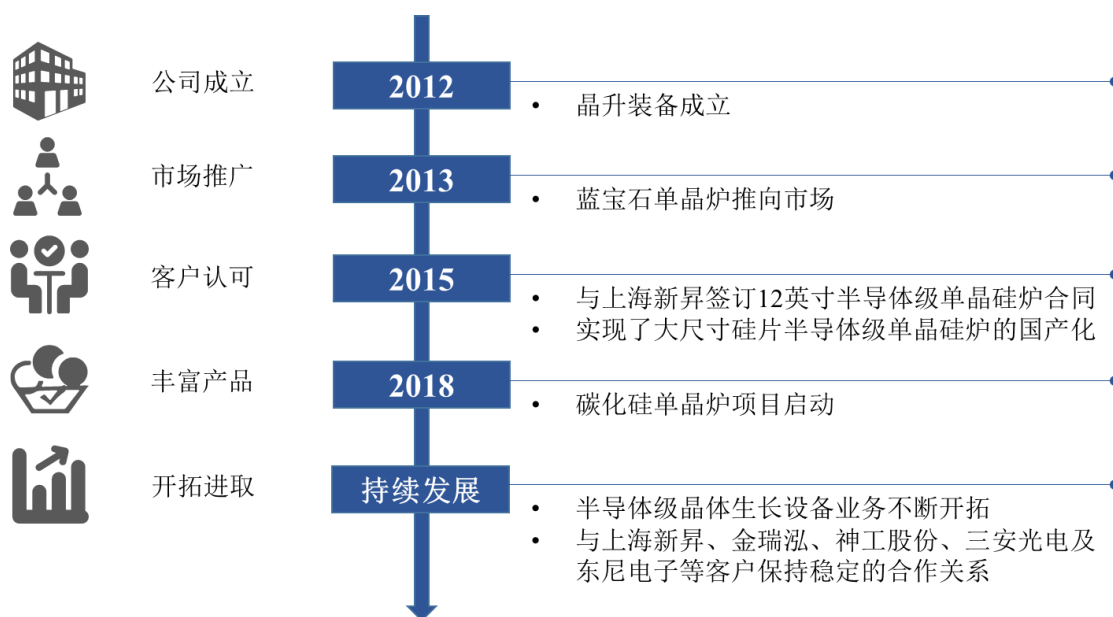 公司成立
2012
• 晶升装备成立
市场推广
2013
• 蓝宝石单晶炉推向市场
客户认可
2015
• 与上海新昇签订12英寸半导体级单晶硅炉合同
• 实现了大尺寸硅片半导体级单晶硅炉的国产化
丰富产品
2018
• 碳化硅单晶炉项目启动
开拓进取
持续发展
• 半导体级晶体生长设备业务不断开拓
• 与上海新昇、金瑞泓、神工股份、三安光电及
东尼电子等客户保持稳定的合作关系